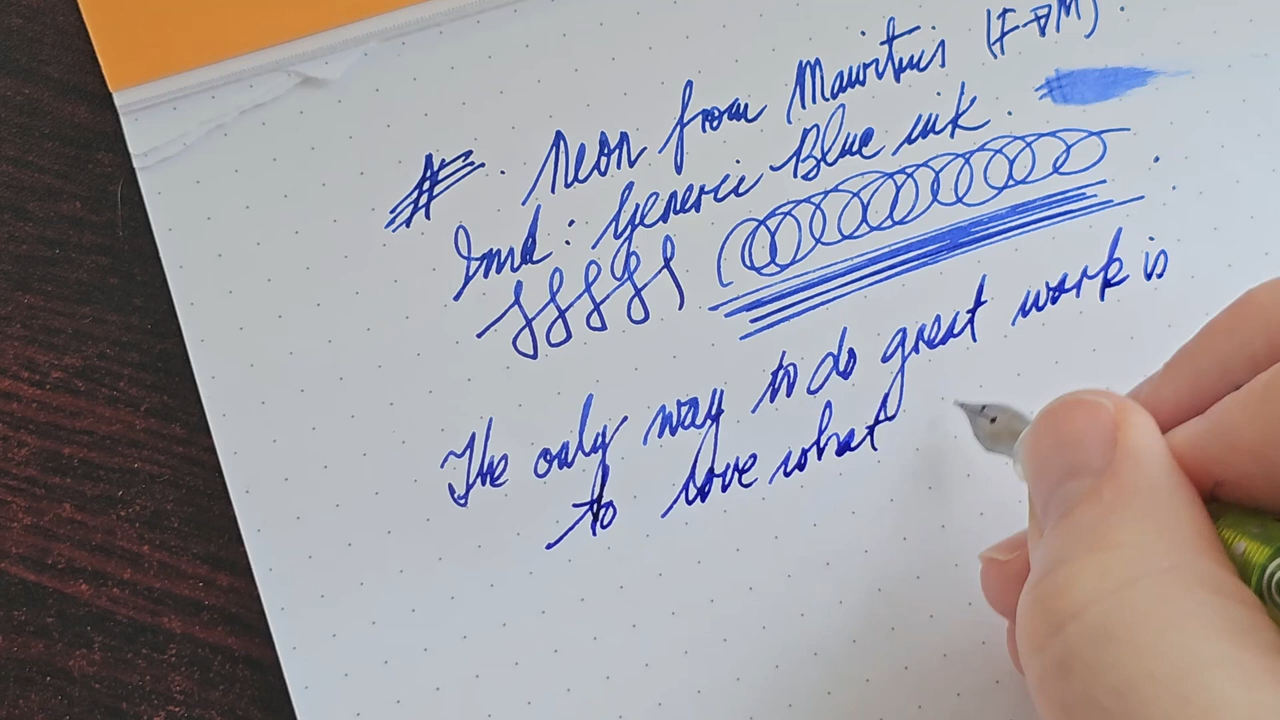 #. Neon from Mauritius (F-M).
Ink: Generic Blue ink.
The only way to do great work is
to love what